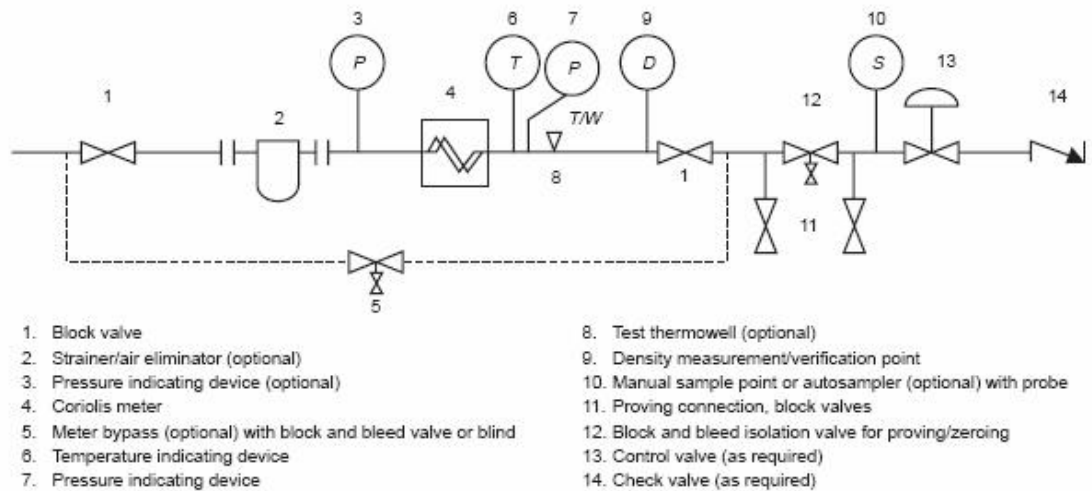 3 6 7 9 10
P T P D S
1 2 4 T/W 12 13 14
8 1
11
5
1. Block valve
2. Strainer/air eliminator (optional)
3. Pressure indicating device (optional)
4. Coriolis meter
5. Meter bypass (optional) with block and bleed valve or blind
6. Temperature indicating device
7. Pressure indicating device
8. Test thermowell (optional)
9. Density measurement/verification point
10. Manual sample point or autosampler (optional) with probe
11. Proving connection, block valves
12. Block and bleed isolation valve for proving/zeroing
13. Control valve (as required)
14. Check valve (as required)